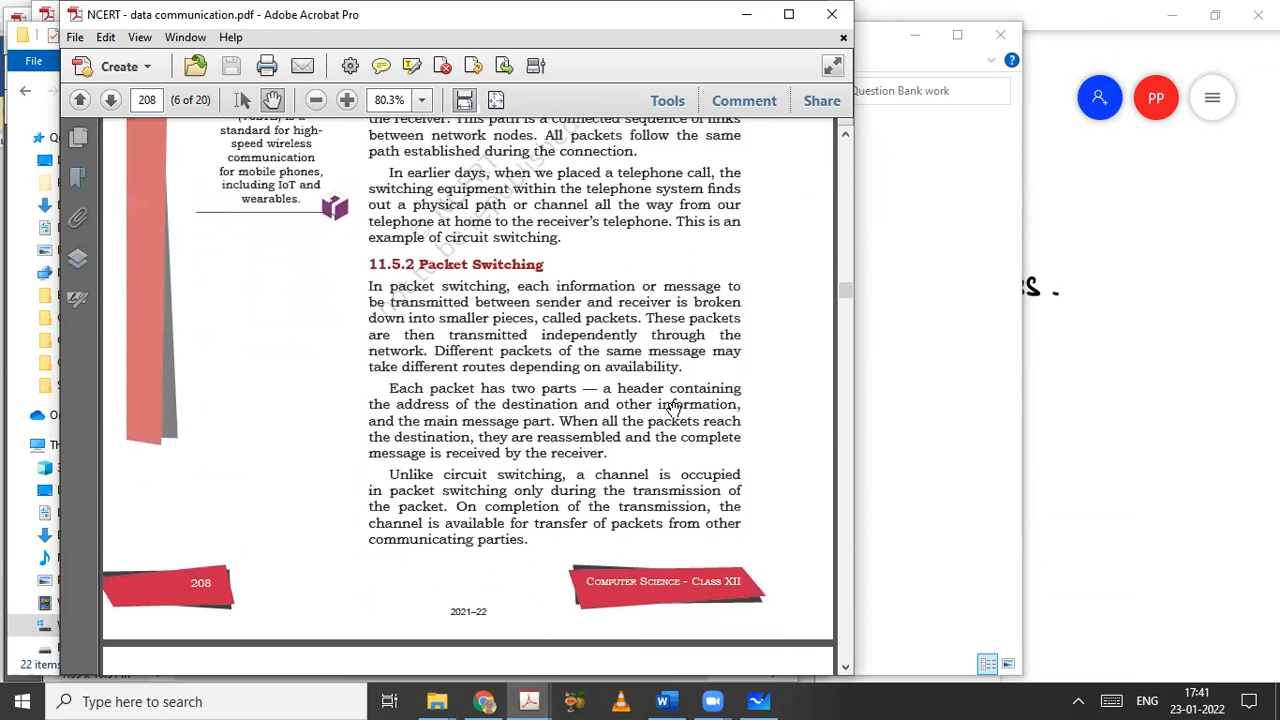 NCERT - data communication.pdf - Adobe Acrobat Pro
File Edit View Window Help
Create
208 (6 of 20) 80.3% Tools Comment Share
File
Question Bank work
PP
standard for high-
speed wireless
communication
for mobile phones,
including IoT and
wearables.
the receiver. This path is a connected sequence of links
between network nodes. All packets follow the same
path established during the connection.
In earlier days, when we placed a telephone call, the
switching equipment within the telephone system finds
out a physical path or channel all the way from our
telephone at home to the receiver's telephone. This is an
example of circuit switching.
11.5.2 Packet Switching
In packet switching, each information or message to
be transmitted between sender and receiver is broken
down into smaller pieces, called packets. These packets
are then transmitted independently through the
network. Different packets of the same message may
take different routes depending on availability.
Each packet has two parts — a header containing
the address of the destination and other information,
and the main message part. When all the packets reach
the destination, they are reassembled and the complete
message is received by the receiver.
Unlike circuit switching, a channel is occupied
in packet switching only during the transmission of
the packet. On completion of the transmission, the
channel is available for transfer of packets from other
communicating parties.
208
Computer Science - Class XII
2021–22
22 items
Type here to search
ENG
17:41
23-01-2022